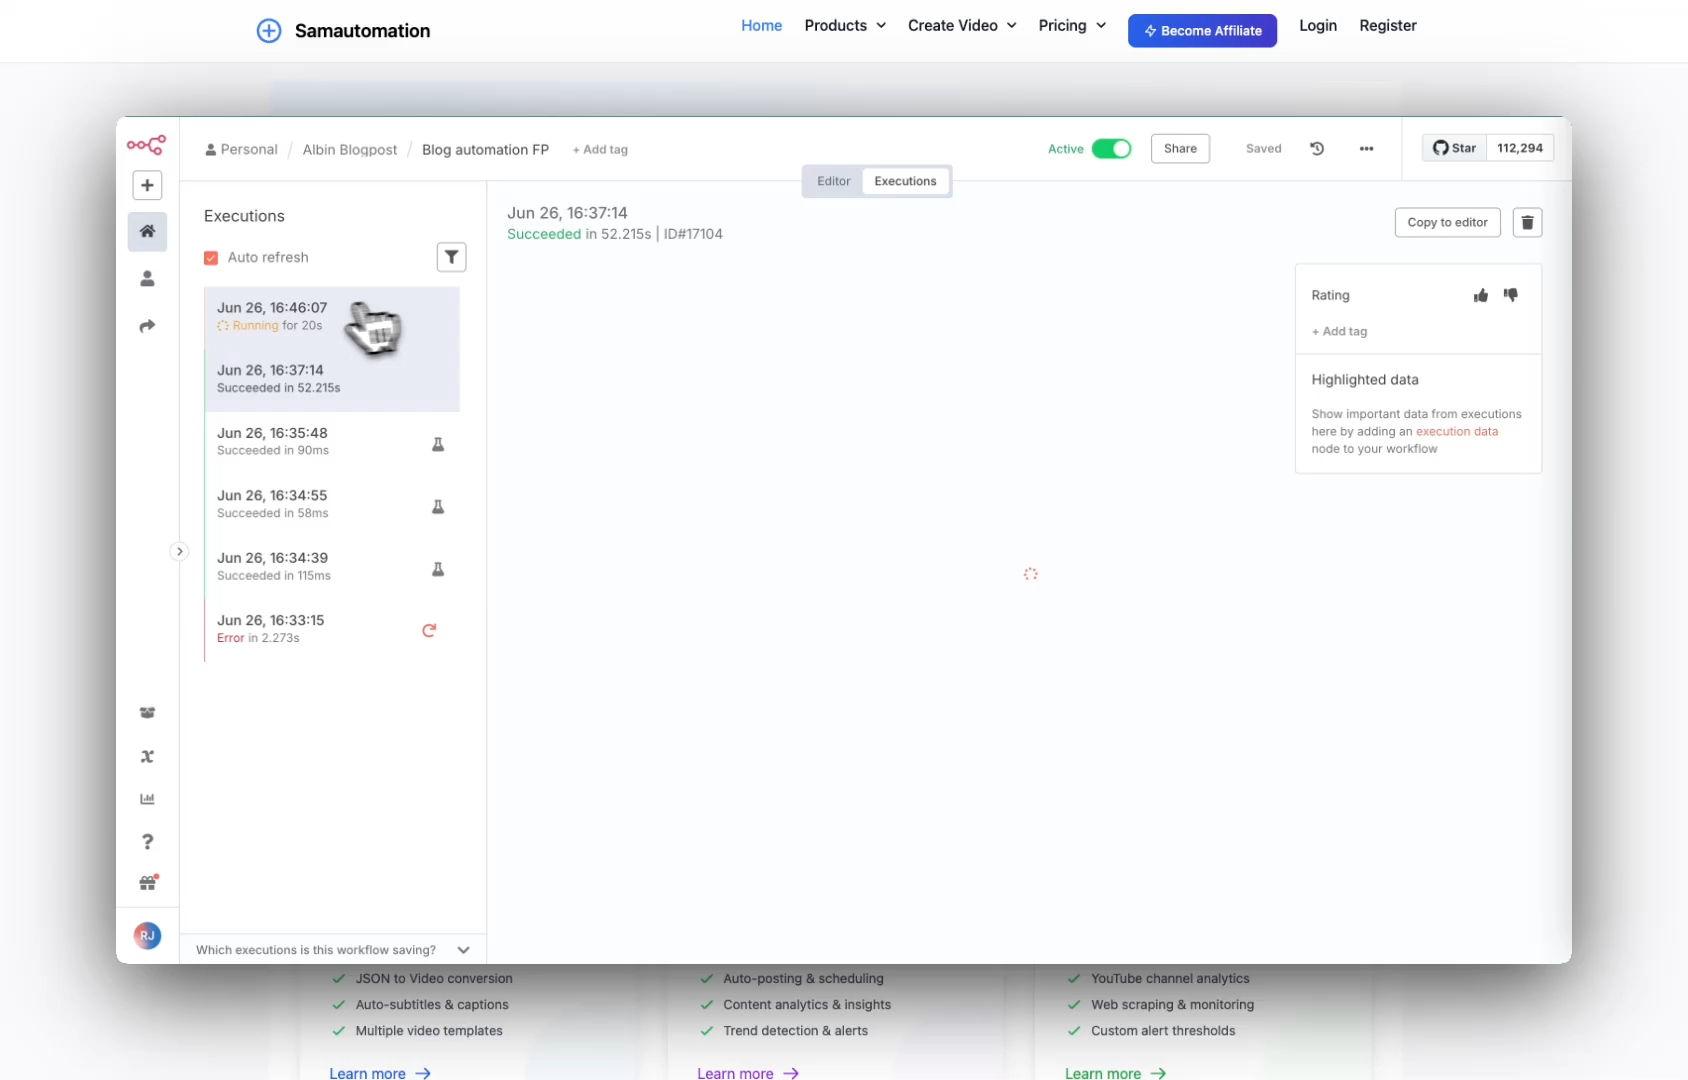 Samautomation
Home
Products
Create Video
Pricing
Become Affiliate
Login
Register
Personal / Albin Blogpost / Blog automation FP + Add tag
Active
Share
Saved
Star
112,294
Editor
Executions
Executions
Auto refresh
Jun 26, 16:46:07
Running for 20s
Jun 26, 16:37:14
Succeeded in 52.215s
Jun 26, 16:35:48
Succeeded in 90ms
Jun 26, 16:34:55
Succeeded in 58ms
Jun 26, 16:34:39
Succeeded in 115ms
Jun 26, 16:33:15
Error in 2.273s
RJ
Which executions is this workflow saving?
Jun 26, 16:37:14
Succeeded in 52.215s | ID#17104
Copy to editor
Rating
+ Add tag
Highlighted data
Show important data from executions
here by adding an execution data
node to your workflow
JSON to Video conversion
Auto-subtitles & captions
Multiple video templates
Learn more
Auto-posting & scheduling
Content analytics & insights
Trend detection & alerts
Learn more
YouTube channel analytics
Web scraping & monitoring
Custom alert thresholds
Learn more